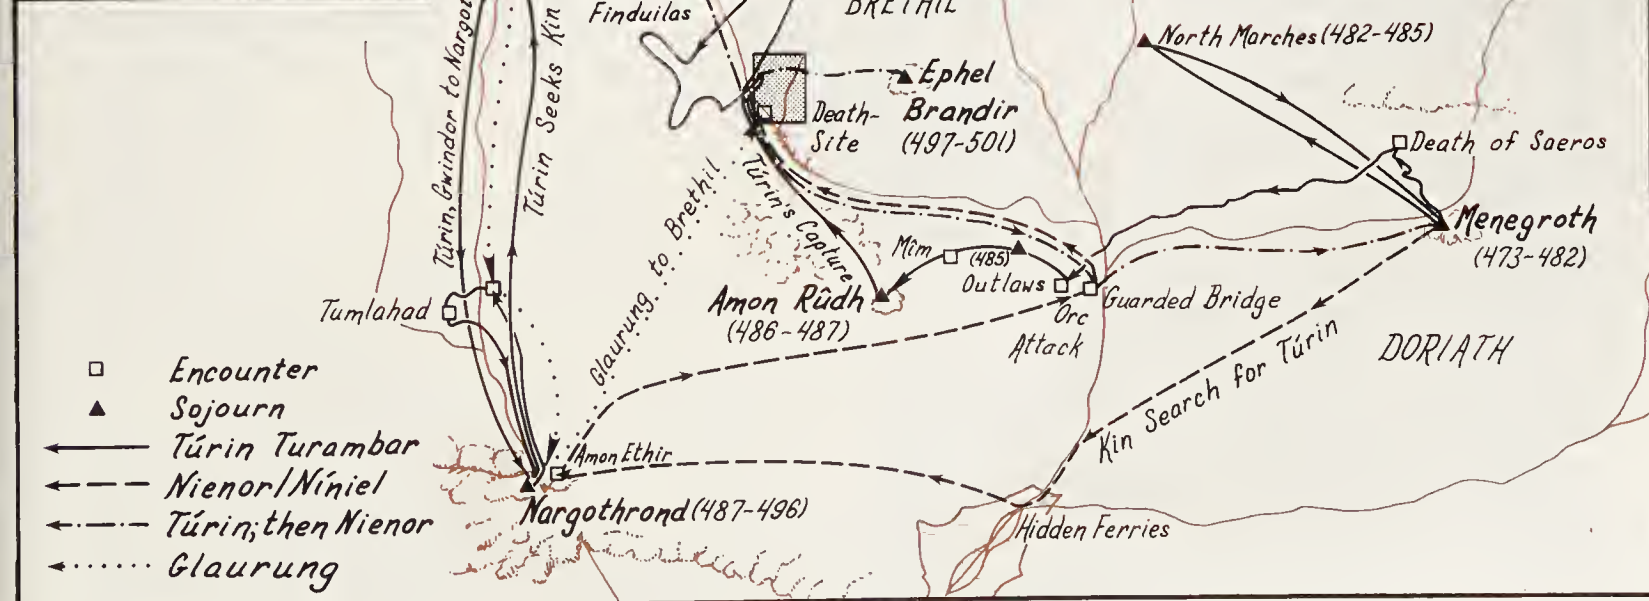 Finduilas
BRETHIL
North Marches (482-485)
Túrin, Gwindor to Nargot
Túrin Seeks Kin
Ephel
Brandir
(497-501)
Death-
Site
Death of Saeros
Menegroth
(473-482)
Glaurung to Brethil
Túrin's Capture
Mîm
(485)
Outlaws
Guarded Bridge
Orc
Attack
Amon Rûdh
(486-487)
Tumlahad
DORIATH
Kin Search for Túrin
Encounter
Sojourn
Túrin Turambar
Nienor/Níniel
Túrin; then Nienor
Glaurung
Amon Ethir
Nargothrond (487-496)
Hidden Ferries